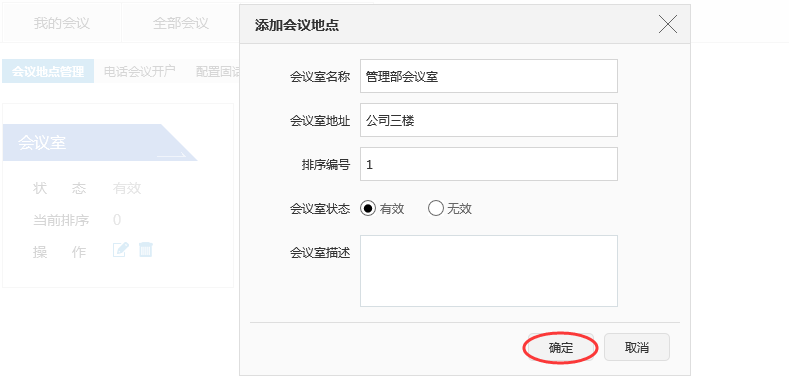 我的会议 全部会议
添加会议地点
会议地点管理 电话会议开户 配置固话
会议室
状 态 有效
当前排序 0
操 作
会议室名称 管理部会议室
会议室地址 公司三楼
排序编号 1
会议室状态 有效 无效
会议室描述
确定 取消